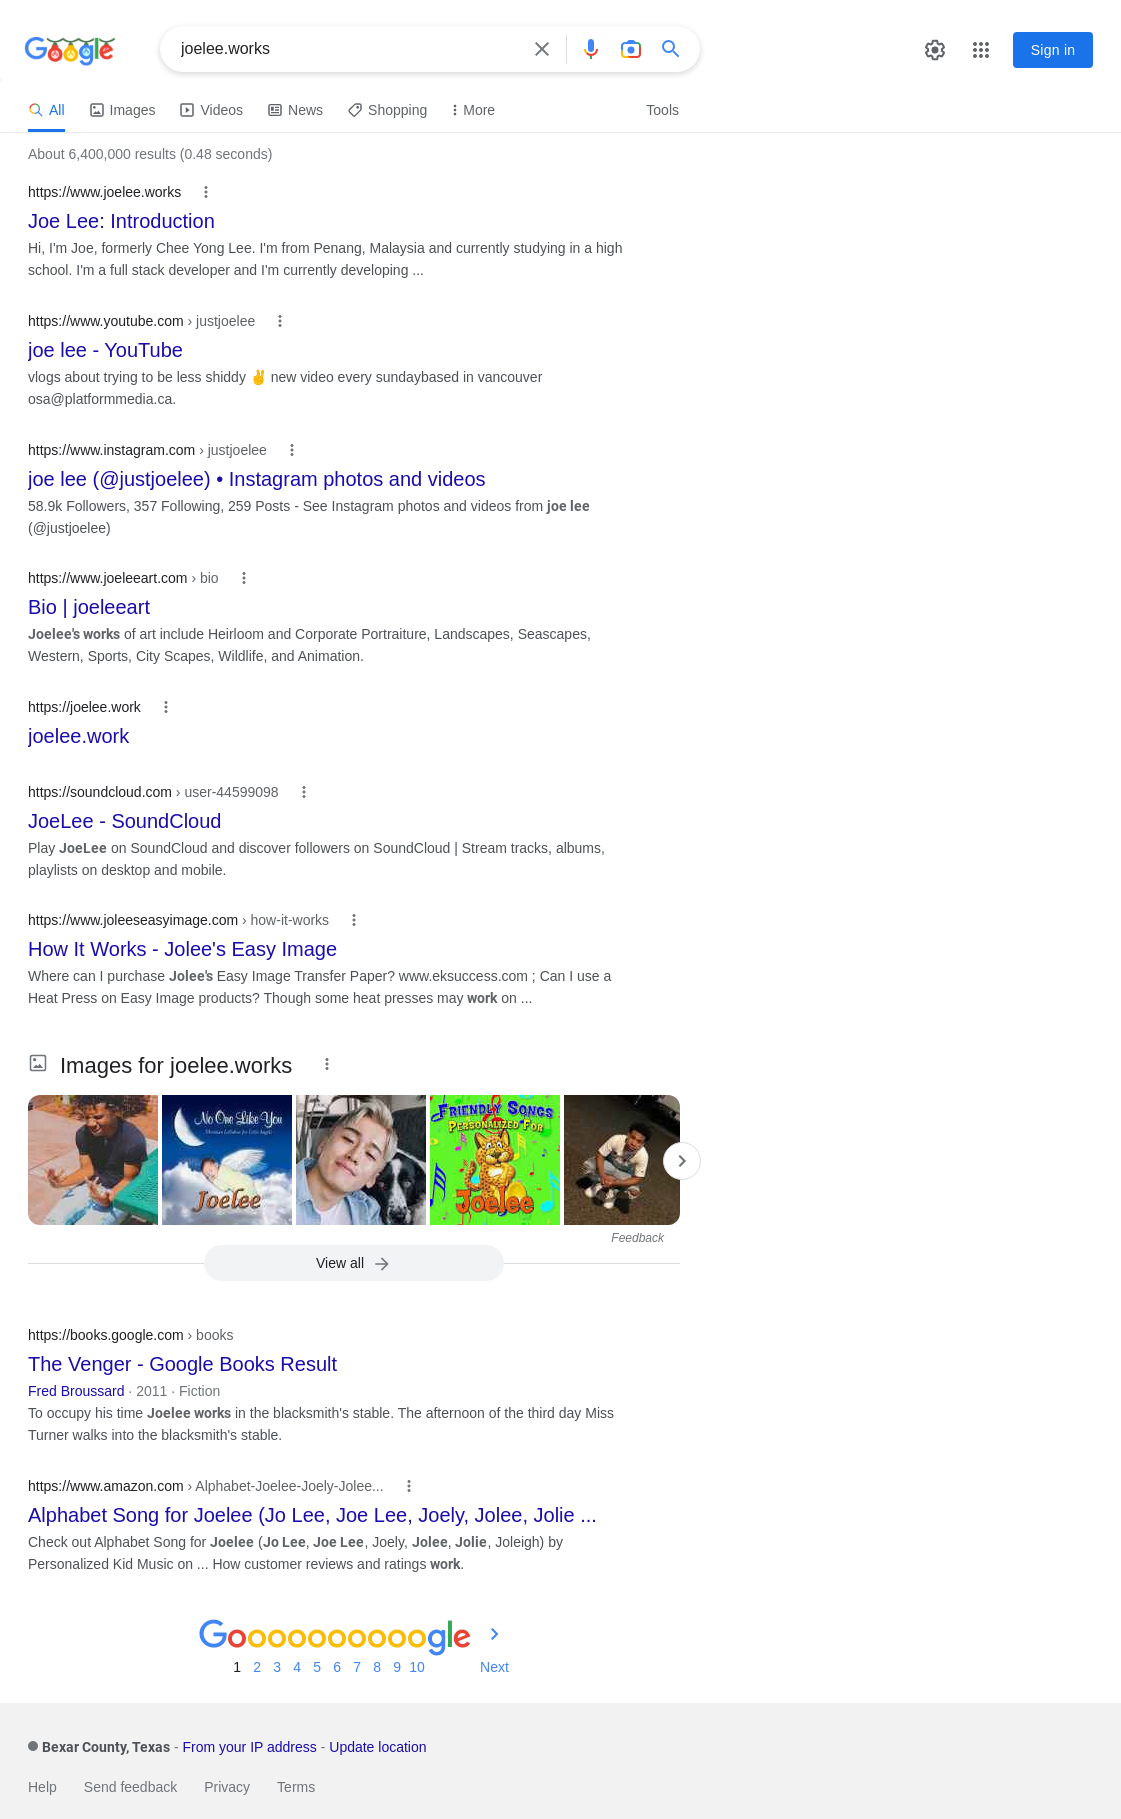 Google
joelee.works
Sign in
All
Images
Videos
News
Shopping
More
Tools
About 6,400,000 results (0.48 seconds)
https://www.joelee.works
Joe Lee: Introduction
Hi, I'm Joe, formerly Chee Yong Lee. I'm from Penang, Malaysia and currently studying in a high
school. I'm a full stack developer and I'm currently developing ...
https://www.youtube.com › justjoelee
joe lee - YouTube
vlogs about trying to be less shiddy ✌️ new video every sundaybased in vancouver
osa@platformmedia.ca.
https://www.instagram.com › justjoelee
joe lee (@justjoelee) • Instagram photos and videos
58.9k Followers, 357 Following, 259 Posts - See Instagram photos and videos from joe lee
(@justjoelee)
https://www.joeleeart.com › bio
Bio | joeleeart
Joelee's works of art include Heirloom and Corporate Portraiture, Landscapes, Seascapes,
Western, Sports, City Scapes, Wildlife, and Animation.
https://joelee.work
joelee.work
https://soundcloud.com › user-44599098
JoeLee - SoundCloud
Play JoeLee on SoundCloud and discover followers on SoundCloud | Stream tracks, albums,
playlists on desktop and mobile.
https://www.joleeseasyimage.com › how-it-works
How It Works - Jolee's Easy Image
Where can I purchase Jolee's Easy Image Transfer Paper? www.eksuccess.com ; Can I use a
Heat Press on Easy Image products? Though some heat presses may work on ...
Images for joelee.works
No One Like You
Joelee
FRIENDLY SONGS
PERSONALIZED FOR
Joelee
Feedback
View all
https://books.google.com › books
The Venger - Google Books Result
Fred Broussard · 2011 · Fiction
To occupy his time Joelee works in the blacksmith's stable. The afternoon of the third day Miss
Turner walks into the blacksmith's stable.
https://www.amazon.com › Alphabet-Joelee-Joely-Jolee...
Alphabet Song for Joelee (Jo Lee, Joe Lee, Joely, Jolee, Jolie ...
Check out Alphabet Song for Joelee (Jo Lee, Joe Lee, Joely, Jolee, Jolie, Joleigh) by
Personalized Kid Music on ... How customer reviews and ratings work.
Goooooooooogle
1 2 3 4 5 6 7 8 9 10 Next
Bexar County, Texas - From your IP address - Update location
Help Send feedback Privacy Terms